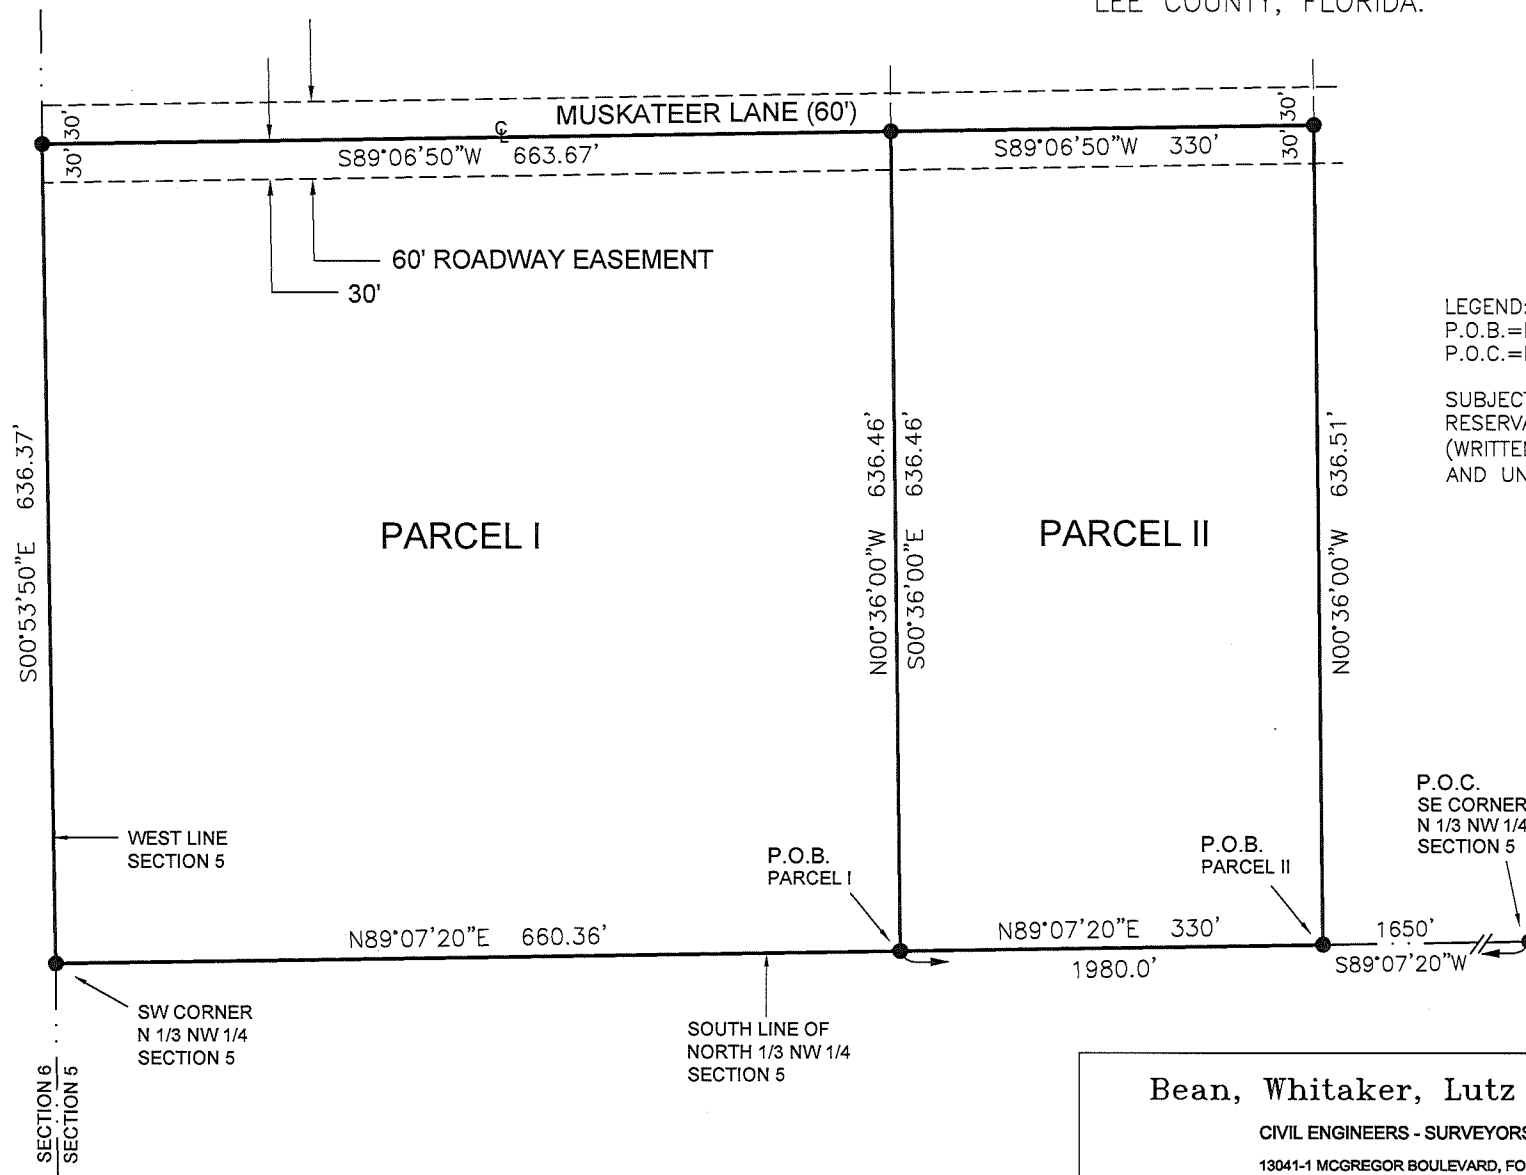 LEE COUNTY, FLORIDA.
MUSKATEER LANE (60')
30'
30'
30'
30'
℄
S89°06'50"W 663.67'
S89°06'50"W 330'
60' ROADWAY EASEMENT
30'
LEGEND:
P.O.B.=
P.O.C.=
SUBJECT
RESERVA
(WRITTEN
AND UN
S00°53'50"E 636.37'
N00°36'00"W 636.46'
S00°36'00"E 636.46'
N00°36'00"W 636.51'
PARCEL I
PARCEL II
WEST LINE
SECTION 5
P.O.B.
PARCEL I
P.O.B.
PARCEL II
P.O.C.
SE CORNER
N 1/3 NW 1/4
SECTION 5
N89°07'20"E 660.36'
N89°07'20"E 330'
1980.0'
1650'
S89°07'20"W
SW CORNER
N 1/3 NW 1/4
SECTION 5
SOUTH LINE OF
NORTH 1/3 NW 1/4
SECTION 5
SECTION 6
SECTION 5
Bean, Whitaker, Lutz
CIVIL ENGINEERS - SURVEYORS
13041-1 MCGREGOR BOULEVARD, FO